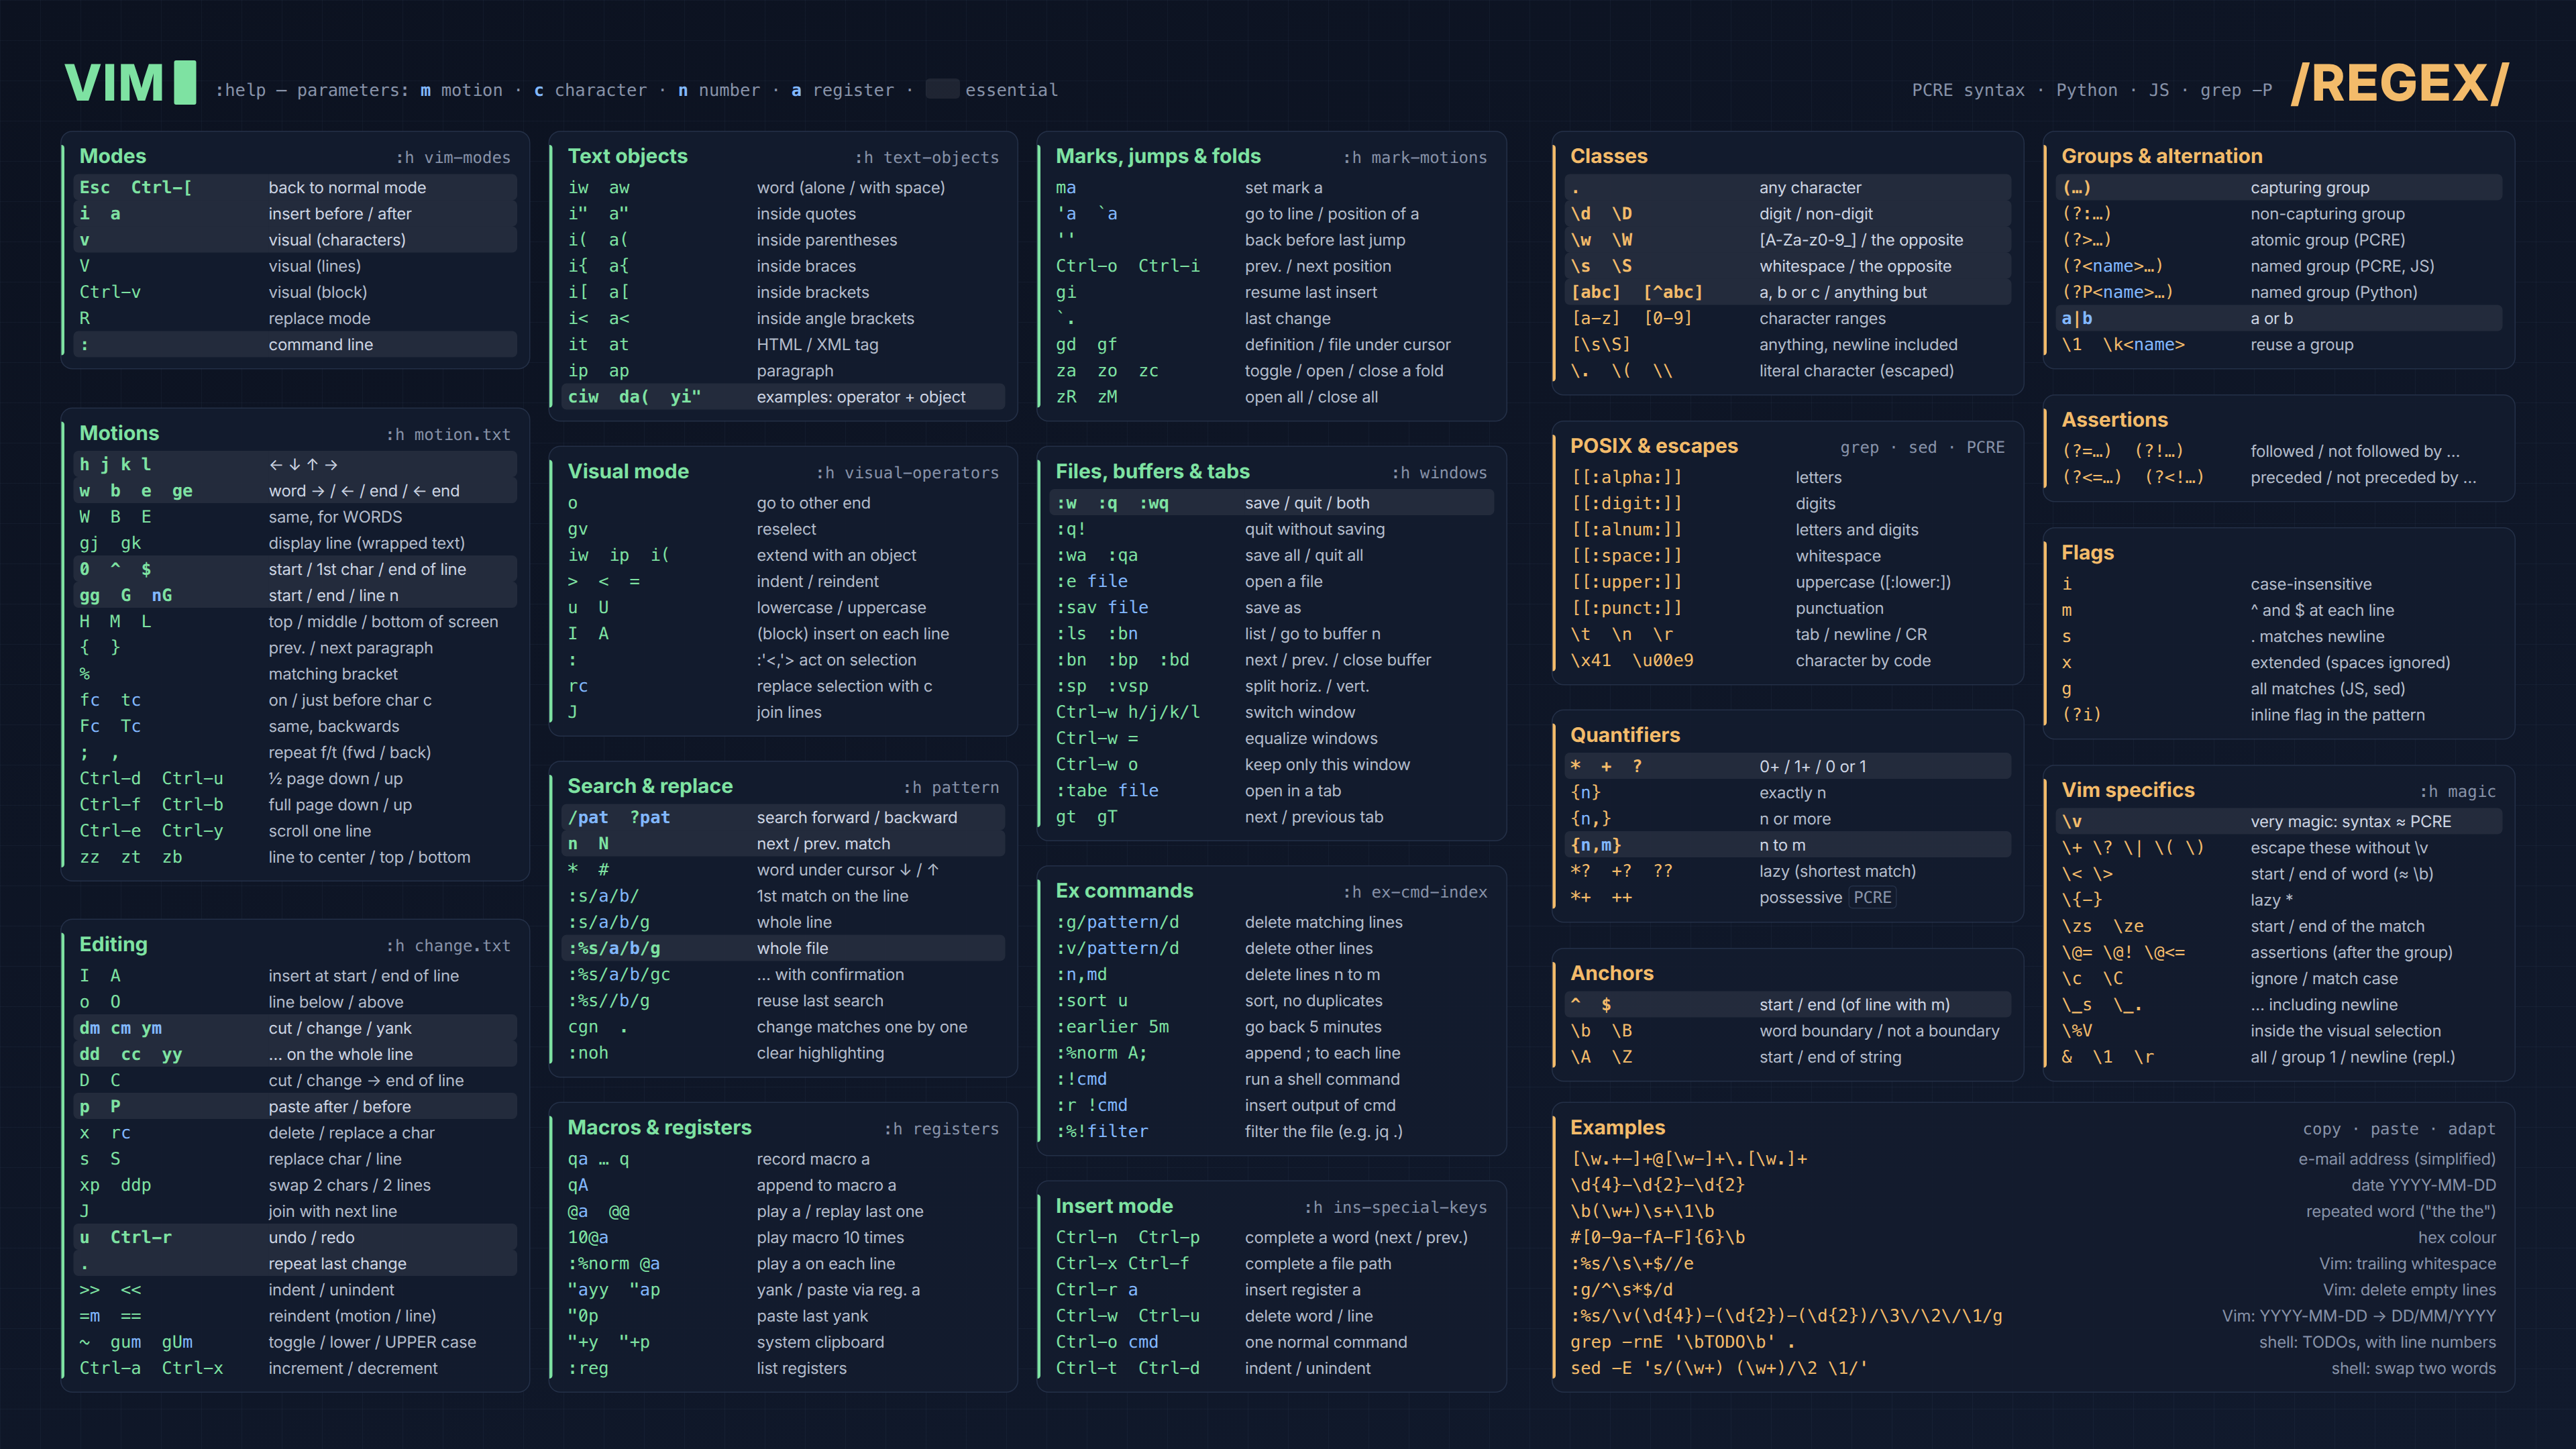 VIM
:help – parameters: m motion · c character · n number · a register · essential
PCRE syntax · Python · JS · grep -P
/REGEX/
Modes :h vim-modes
Esc Ctrl-[ back to normal mode
i a insert before / after
v visual (characters)
V visual (lines)
Ctrl-v visual (block)
R replace mode
: command line
Motions :h motion.txt
h j k l ← ↓ ↑ →
w b e ge word → / ← / end / ← end
W B E same, for WORDS
gj gk display line (wrapped text)
0 ^ $ start / 1st char / end of line
gg G nG start / end / line n
H M L top / middle / bottom of screen
{ } prev. / next paragraph
% matching bracket
fc tc on / just before char c
Fc Tc same, backwards
; , repeat f/t (fwd / back)
Ctrl-d Ctrl-u ½ page down / up
Ctrl-f Ctrl-b full page down / up
Ctrl-e Ctrl-y scroll one line
zz zt zb line to center / top / bottom
Editing :h change.txt
I A insert at start / end of line
o O line below / above
dm cm ym cut / change / yank
dd cc yy ... on the whole line
D C cut / change → end of line
p P paste after / before
x rc delete / replace a char
s S replace char / line
xp ddp swap 2 chars / 2 lines
J join with next line
u Ctrl-r undo / redo
. repeat last change
>> << indent / unindent
=m == reindent (motion / line)
~ gum gUm toggle / lower / UPPER case
Ctrl-a Ctrl-x increment / decrement
Text objects :h text-objects
iw aw word (alone / with space)
i" a" inside quotes
i( a( inside parentheses
i{ a{ inside braces
i[ a[ inside brackets
i< a< inside angle brackets
it at HTML / XML tag
ip ap paragraph
ciw da( yi" examples: operator + object
Visual mode :h visual-operators
o go to other end
gv reselect
iw ip i( extend with an object
> < = indent / reindent
u U lowercase / uppercase
I A (block) insert on each line
: :'<,'> act on selection
rc replace selection with c
J join lines
Search & replace :h pattern
/pat ?pat search forward / backward
n N next / prev. match
* # word under cursor ↓ / ↑
:s/a/b/ 1st match on the line
:s/a/b/g whole line
:%s/a/b/g whole file
:%s/a/b/gc ... with confirmation
:%s//b/g reuse last search
cgn . change matches one by one
:noh clear highlighting
Macros & registers :h registers
qa … q record macro a
qA append to macro a
@a @@ play a / replay last one
10@a play macro 10 times
:%norm @a play a on each line
"ayy "ap yank / paste via reg. a
"0p paste last yank
"+y "+p system clipboard
:reg list registers
Marks, jumps & folds :h mark-motions
ma set mark a
'a `a go to line / position of a
'' back before last jump
Ctrl-o Ctrl-i prev. / next position
gi resume last insert
`. last change
gd gf definition / file under cursor
za zo zc toggle / open / close a fold
zR zM open all / close all
Files, buffers & tabs :h windows
:w :q :wq save / quit / both
:q! quit without saving
:wa :qa save all / quit all
:e file open a file
:sav file save as
:ls :bn list / go to buffer n
:bn :bp :bd next / prev. / close buffer
:sp :vsp split horiz. / vert.
Ctrl-w h/j/k/l switch window
Ctrl-w = equalize windows
Ctrl-w o keep only this window
:tabe file open in a tab
gt gT next / previous tab
Ex commands :h ex-cmd-index
:g/pattern/d delete matching lines
:v/pattern/d delete other lines
:n,md delete lines n to m
:sort u sort, no duplicates
:earlier 5m go back 5 minutes
:%norm A; append ; to each line
:!cmd run a shell command
:r !cmd insert output of cmd
:%!filter filter the file (e.g. jq .)
Insert mode :h ins-special-keys
Ctrl-n Ctrl-p complete a word (next / prev.)
Ctrl-x Ctrl-f complete a file path
Ctrl-r a insert register a
Ctrl-w Ctrl-u delete word / line
Ctrl-o cmd one normal command
Ctrl-t Ctrl-d indent / unindent
Classes
. any character
\d \D digit / non-digit
\w \W [A-Za-z0-9_] / the opposite
\s \S whitespace / the opposite
[abc] [^abc] a, b or c / anything but
[a-z] [0-9] character ranges
[\s\S] anything, newline included
\. \( \\ literal character (escaped)
POSIX & escapes grep · sed · PCRE
[[:alpha:]] letters
[[:digit:]] digits
[[:alnum:]] letters and digits
[[:space:]] whitespace
[[:upper:]] uppercase ([:lower:])
[[:punct:]] punctuation
\t \n \r tab / newline / CR
\x41 \u00e9 character by code
Quantifiers
* + ? 0+ / 1+ / 0 or 1
{n} exactly n
{n,} n or more
{n,m} n to m
*? +? ?? lazy (shortest match)
*+ ++ possessive PCRE
Anchors
^ $ start / end (of line with m)
\b \B word boundary / not a boundary
\A \Z start / end of string
Groups & alternation
(…) capturing group
(?:…) non-capturing group
(?>…) atomic group (PCRE)
(?<name>…) named group (PCRE, JS)
(?P<name>…) named group (Python)
a|b a or b
\1 \k<name> reuse a group
Assertions
(?=…) (?!…) followed / not followed by ...
(?<=…) (?<!…) preceded / not preceded by ...
Flags
i case-insensitive
m ^ and $ at each line
s . matches newline
x extended (spaces ignored)
g all matches (JS, sed)
(?i) inline flag in the pattern
Vim specifics :h magic
\v very magic: syntax ≈ PCRE
\+ \? \| \( \) escape these without \v
\< \> start / end of word (≈ \b)
\{-} lazy *
\zs \ze start / end of the match
\@= \@! \@<= assertions (after the group)
\c \C ignore / match case
\_s \_. ... including newline
\%V inside the visual selection
& \1 \r all / group 1 / newline (repl.)
Examples copy · paste · adapt
[\w.+-]+@[\w-]+\.[\w.]+ e-mail address (simplified)
\d{4}-\d{2}-\d{2} date YYYY-MM-DD
\b(\w+)\s+\1\b repeated word ("the the")
#[0-9a-fA-F]{6}\b hex colour
:%s/\s\+$//e Vim: trailing whitespace
:g/^\s*$/d Vim: delete empty lines
:%s/\v(\d{4})-(\d{2})-(\d{2})/\3\/\2\/\1/g Vim: YYYY-MM-DD → DD/MM/YYYY
grep -rnE '\bTODO\b' . shell: TODOs, with line numbers
sed -E 's/(\w+) (\w+)/\2 \1/' shell: swap two words